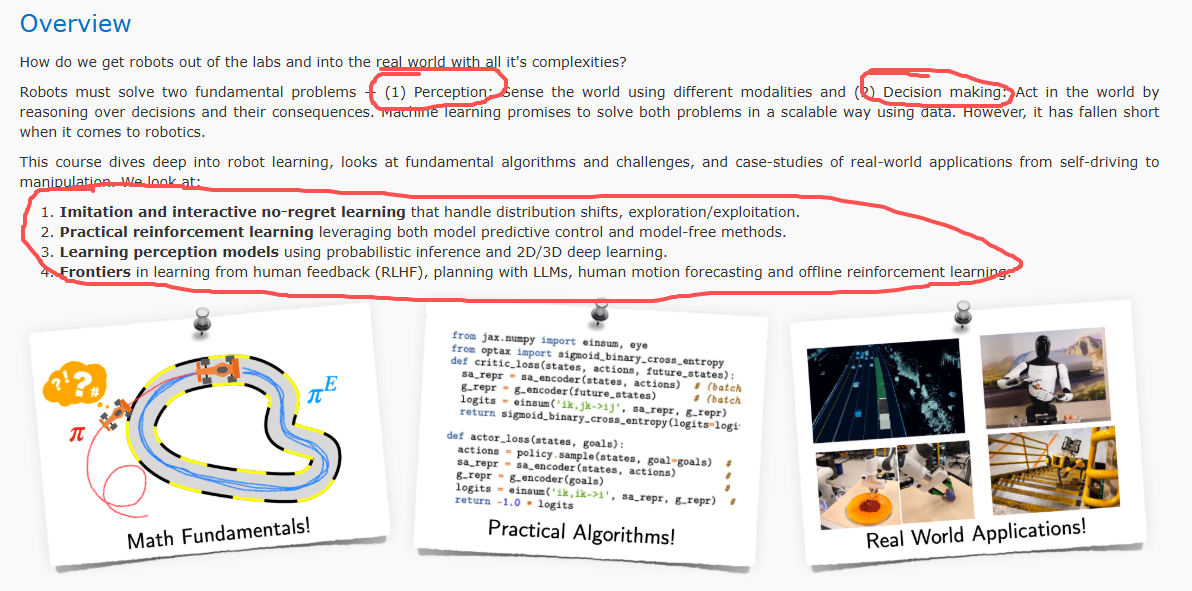 Overview
How do we get robots out of the labs and into the real world with all it's complexities?
Robots must solve two fundamental problems - (1) Perception: Sense the world using different modalities and (2) Decision making: Act in the world by
reasoning over decisions and their consequences. Machine learning promises to solve both problems in a scalable way using data. However, it has fallen short
when it comes to robotics.
This course dives deep into robot learning, looks at fundamental algorithms and challenges, and case-studies of real-world applications from self-driving to
manipulation. We look at:
1. Imitation and interactive no-regret learning that handle distribution shifts, exploration/exploitation.
2. Practical reinforcement learning leveraging both model predictive control and model-free methods.
3. Learning perception models using probabilistic inference and 2D/3D deep learning.
4. Frontiers in learning from human feedback (RLHF), planning with LLMs, human motion forecasting and offline reinforcement learning.
?!?#
π
π^E
Math Fundamentals!
from jax.numpy import einsum, eye
from optax import sigmoid_binary_cross_entropy
def critic_loss(states, actions, future_states):
sa_repr = sa_encoder(states, actions) # (batch
g_repr = g_encoder(future_states) # (batch
logits = einsum('ik,jk->ij', sa_repr, g_repr)
return sigmoid_binary_cross_entropy(logits=logi
def actor_loss(states, goals):
actions = policy.sample(states, goal=goals) #
sa_repr = sa_encoder(states, actions) #
g_repr = g_encoder(goals) #
logits = einsum('ik,ik->i', sa_repr, g_repr) #
return -1.0 * logits
Practical Algorithms!
Real World Applications!